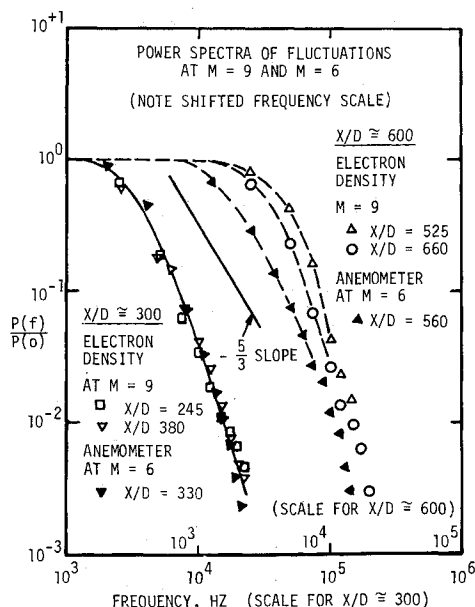 POWER SPECTRA OF FLUCTUATIONS
AT M = 9 AND M = 6
(NOTE SHIFTED FREQUENCY SCALE)
X/D ≅ 600
ELECTRON
DENSITY
M = 9
△ X/D = 525
○ X/D = 660
ANEMOMETER
AT M = 6
◀ X/D = 560
- 5/3 SLOPE
X/D ≅ 300
ELECTRON
DENSITY
AT M = 9
□ X/D = 245
▽ X/D 380
ANEMOMETER
AT M = 6
▼ X/D = 330
P(f)/P(o)
10+1
10^0
10^-1
10^-2
10^-3
(SCALE FOR X/D ≅ 600)
10^3 10^4 10^5
10^3 10^4 10^5 10^6
FREQUENCY, HZ (SCALE FOR X/D ≅ 300)